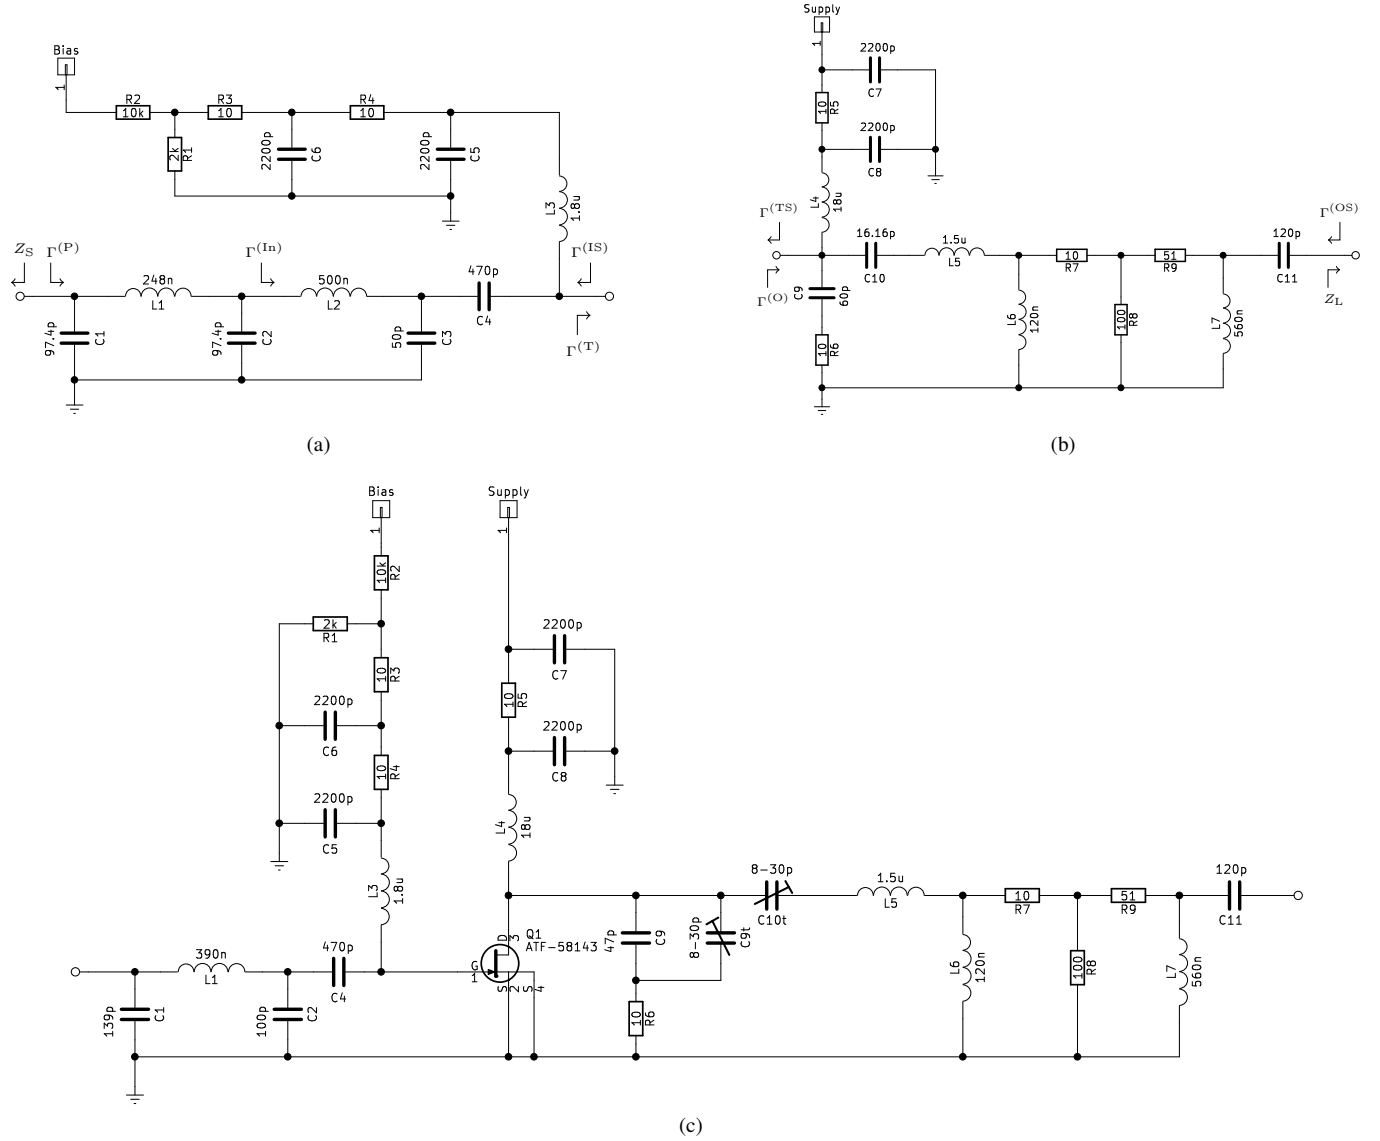 Bias
1
R2
10k
R3
10
R4
10
2k
R1
2200p
C6
2200p
C5
L3
1.8u
Z_S
Γ^(P)
Γ^(In)
Γ^(IS)
248n
L1
500n
L2
470p
C4
97.4p
C1
97.4p
C2
50p
C3
Γ^(T)
(a)
Supply
1
2200p
C7
10
R5
2200p
C8
L4
18u
Γ^(TS)
Γ^(OS)
16.16p
C10
1.5u
L5
10
R7
51
R9
120p
C11
Γ^(O)
Z_L
C9
60p
10
R6
L6
120n
100
R8
L7
560n
(b)
Bias
1
Supply
1
10k
R2
2k
R1
10
R3
2200p
C6
10
R4
2200p
C5
L3
1.8u
2200p
C7
10
R5
2200p
C8
L4
18u
390n
L1
470p
C4
139p
C1
100p
C2
Q1
ATF-58143
D
3
G
1
S
2
S
4
47p
C9
8-30p
C9t
10
R6
8-30p
C10t
1.5u
L5
10
R7
51
R9
120p
C11
L6
120n
100
R8
L7
560n
(c)